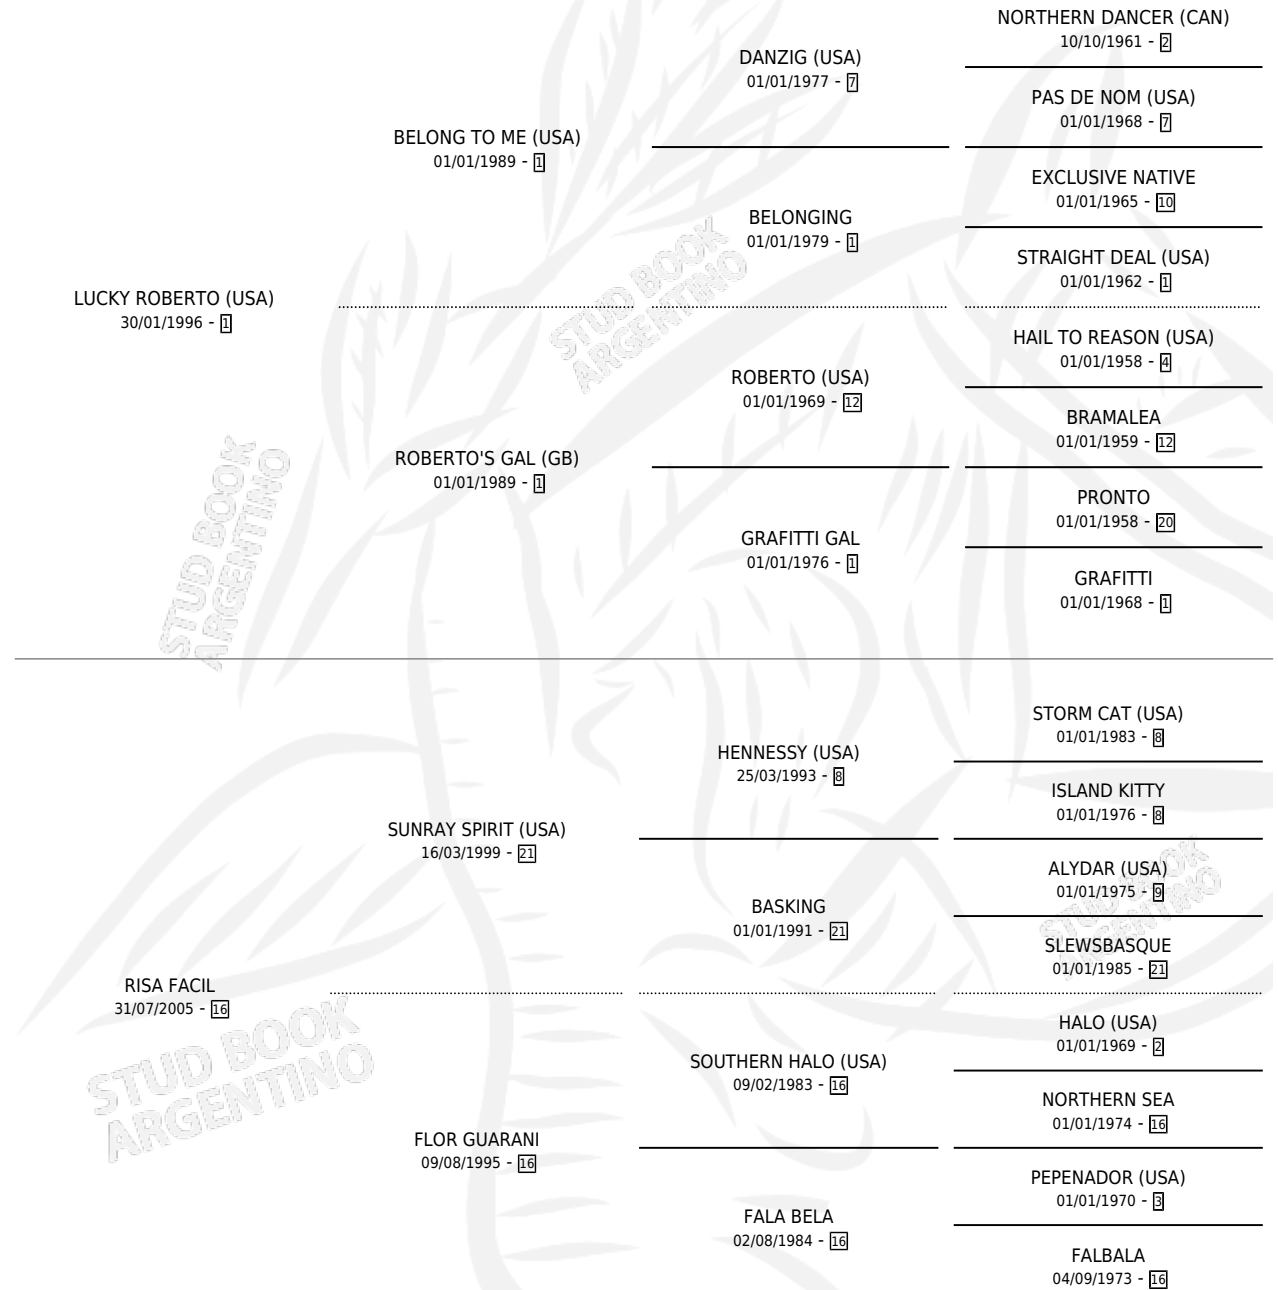 NORTHERN DANCER (CAN)
10/10/1961 - 2
DANZIG (USA)
01/01/1977 - 7
PAS DE NOM (USA)
01/01/1968 - 7
BELONG TO ME (USA)
01/01/1989 - 1
EXCLUSIVE NATIVE
01/01/1965 - 10
BELONGING
01/01/1979 - 1
STRAIGHT DEAL (USA)
01/01/1962 - 1
LUCKY ROBERTO (USA)
30/01/1996 - 1
HAIL TO REASON (USA)
01/01/1958 - 4
ROBERTO (USA)
01/01/1969 - 12
BRAMALEA
01/01/1959 - 12
ROBERTO'S GAL (GB)
01/01/1989 - 1
PRONTO
01/01/1958 - 20
GRAFITTI GAL
01/01/1976 - 1
GRAFITTI
01/01/1968 - 1
STUD BOOK
ARGENTINO
STUD BOOK
ARGENTINO
STORM CAT (USA)
01/01/1983 - 8
HENNESSY (USA)
25/03/1993 - 8
ISLAND KITTY
01/01/1976 - 8
SUNRAY SPIRIT (USA)
16/03/1999 - 21
ALYDAR (USA)
01/01/1975 - 9
BASKING
01/01/1991 - 21
SLEWSBASQUE
01/01/1985 - 21
RISA FACIL
31/07/2005 - 16
HALO (USA)
01/01/1969 - 2
SOUTHERN HALO (USA)
09/02/1983 - 16
NORTHERN SEA
01/01/1974 - 16
FLOR GUARANI
09/08/1995 - 16
PEPENADOR (USA)
01/01/1970 - 3
FALA BELA
02/08/1984 - 16
FALBALA
04/09/1973 - 16
STUD BOOK
ARGENTINO
STUD BOOK
ARGENTINO